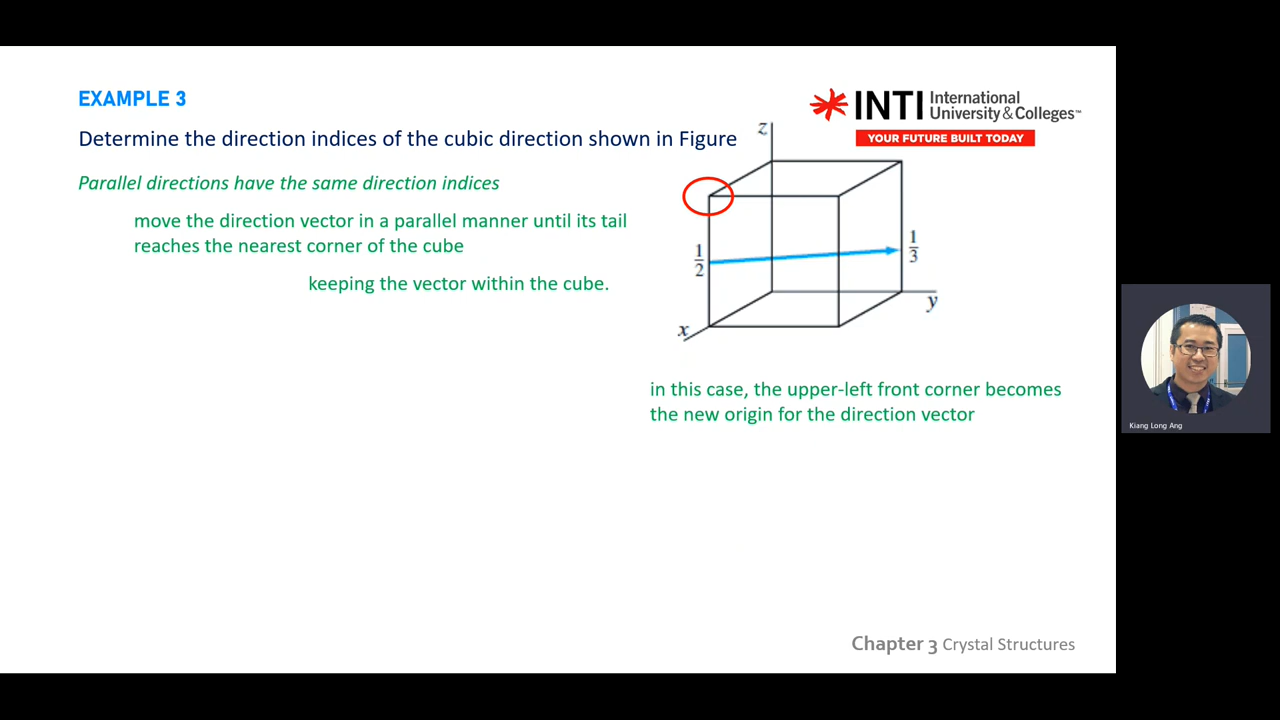 EXAMPLE 3
INTI International
University & Colleges™
YOUR FUTURE BUILT TODAY
Determine the direction indices of the cubic direction shown in Figure
Parallel directions have the same direction indices
move the direction vector in a parallel manner until its tail
reaches the nearest corner of the cube
keeping the vector within the cube.
z
1/2
1/3
y
x
in this case, the upper-left front corner becomes
the new origin for the direction vector
Kiang Long Ang
Chapter 3 Crystal Structures